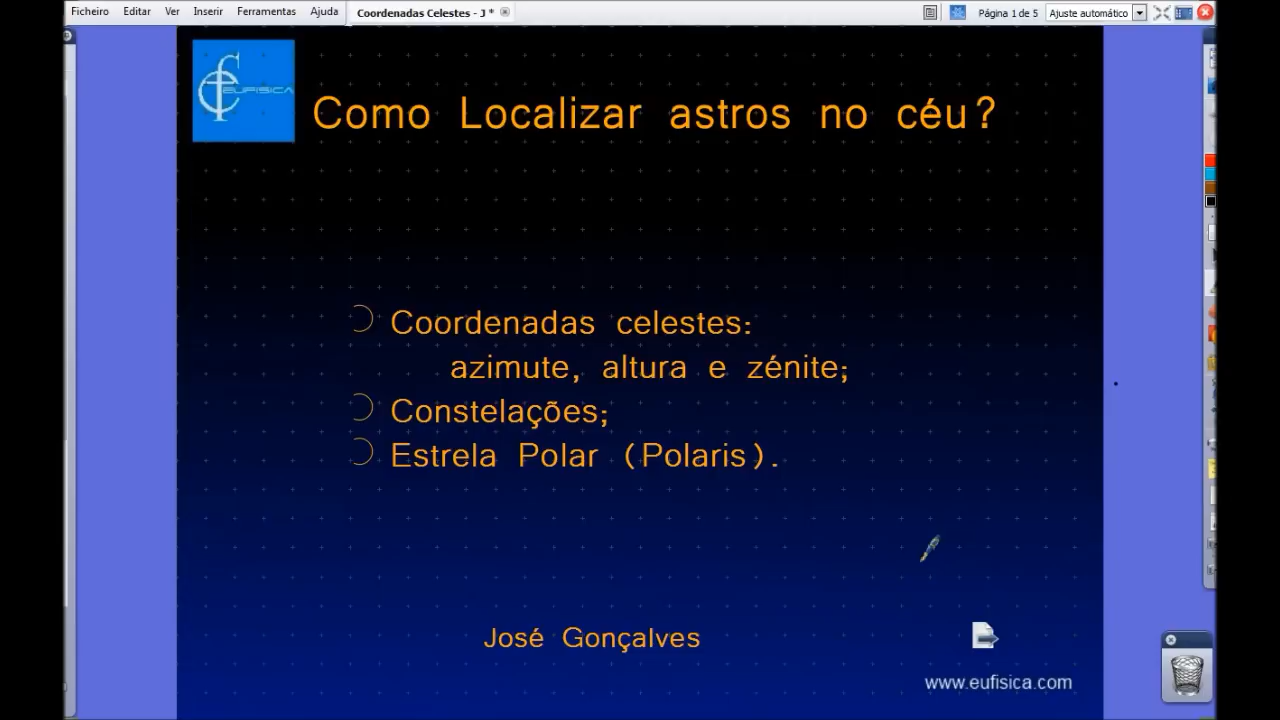 Ficheiro Editar Ver Inserir Ferramentas Ajuda Coordenadas Celestes - J * Página 1 de 5 Ajuste automático
EUFISICA
Como Localizar astros no céu?
Coordenadas celestes:
azimute, altura e zénite;
Constelações;
Estrela Polar (Polaris).
José Gonçalves
www.eufisica.com